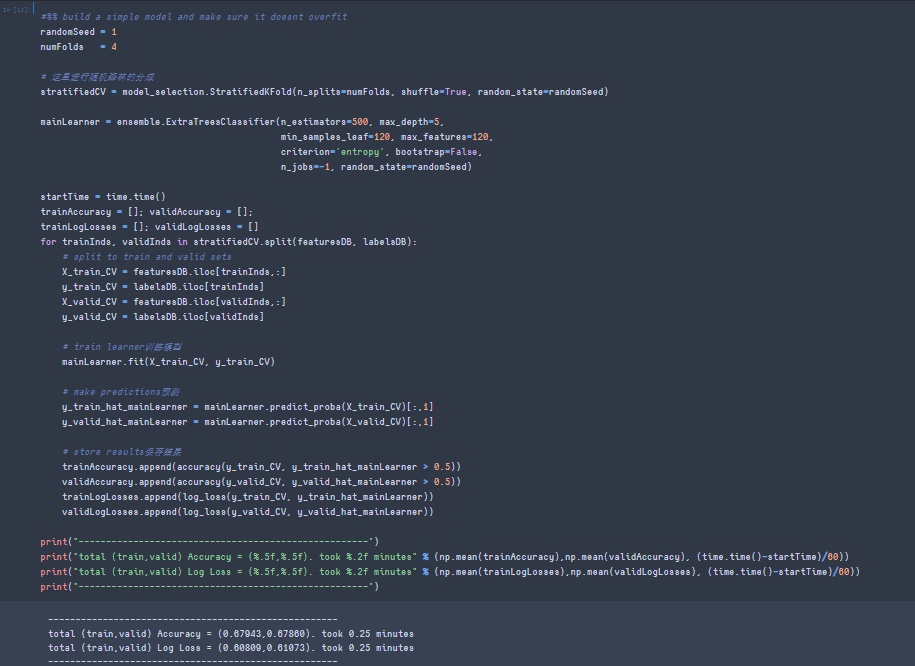 In [12]:
#%% build a simple model and make sure it doesnt overfit
randomSeed = 1
numFolds   = 4
# 这里进行随机森林的分成
stratifiedCV = model_selection.StratifiedKFold(n_splits=numFolds, shuffle=True, random_state=randomSeed)
mainLearner = ensemble.ExtraTreesClassifier(n_estimators=500, max_depth=5,
min_samples_leaf=120, max_features=120,
criterion='entropy', bootstrap=False,
n_jobs=-1, random_state=randomSeed)
startTime = time.time()
trainAccuracy = []; validAccuracy = [];
trainLogLosses = []; validLogLosses = []
for trainInds, validInds in stratifiedCV.split(featuresDB, labelsDB):
# split to train and valid sets
X_train_CV = featuresDB.iloc[trainInds,:]
y_train_CV = labelsDB.iloc[trainInds]
X_valid_CV = featuresDB.iloc[validInds,:]
y_valid_CV = labelsDB.iloc[validInds]
# train learner训练模型
mainLearner.fit(X_train_CV, y_train_CV)
# make predictions预测
y_train_hat_mainLearner = mainLearner.predict_proba(X_train_CV)[:,1]
y_valid_hat_mainLearner = mainLearner.predict_proba(X_valid_CV)[:,1]
# store results保存结果
trainAccuracy.append(accuracy(y_train_CV, y_train_hat_mainLearner > 0.5))
validAccuracy.append(accuracy(y_valid_CV, y_valid_hat_mainLearner > 0.5))
trainLogLosses.append(log_loss(y_train_CV, y_train_hat_mainLearner))
validLogLosses.append(log_loss(y_valid_CV, y_valid_hat_mainLearner))
print("-----------------------------------------------------")
print("total (train,valid) Accuracy = (%.5f,%.5f). took %.2f minutes" % (np.mean(trainAccuracy),np.mean(validAccuracy), (time.time()-startTime)/60))
print("total (train,valid) Log Loss = (%.5f,%.5f). took %.2f minutes" % (np.mean(trainLogLosses),np.mean(validLogLosses), (time.time()-startTime)/60))
print("-----------------------------------------------------")
-----------------------------------------------------
total (train,valid) Accuracy = (0.67943,0.67860). took 0.25 minutes
total (train,valid) Log Loss = (0.60809,0.61073). took 0.25 minutes
-----------------------------------------------------